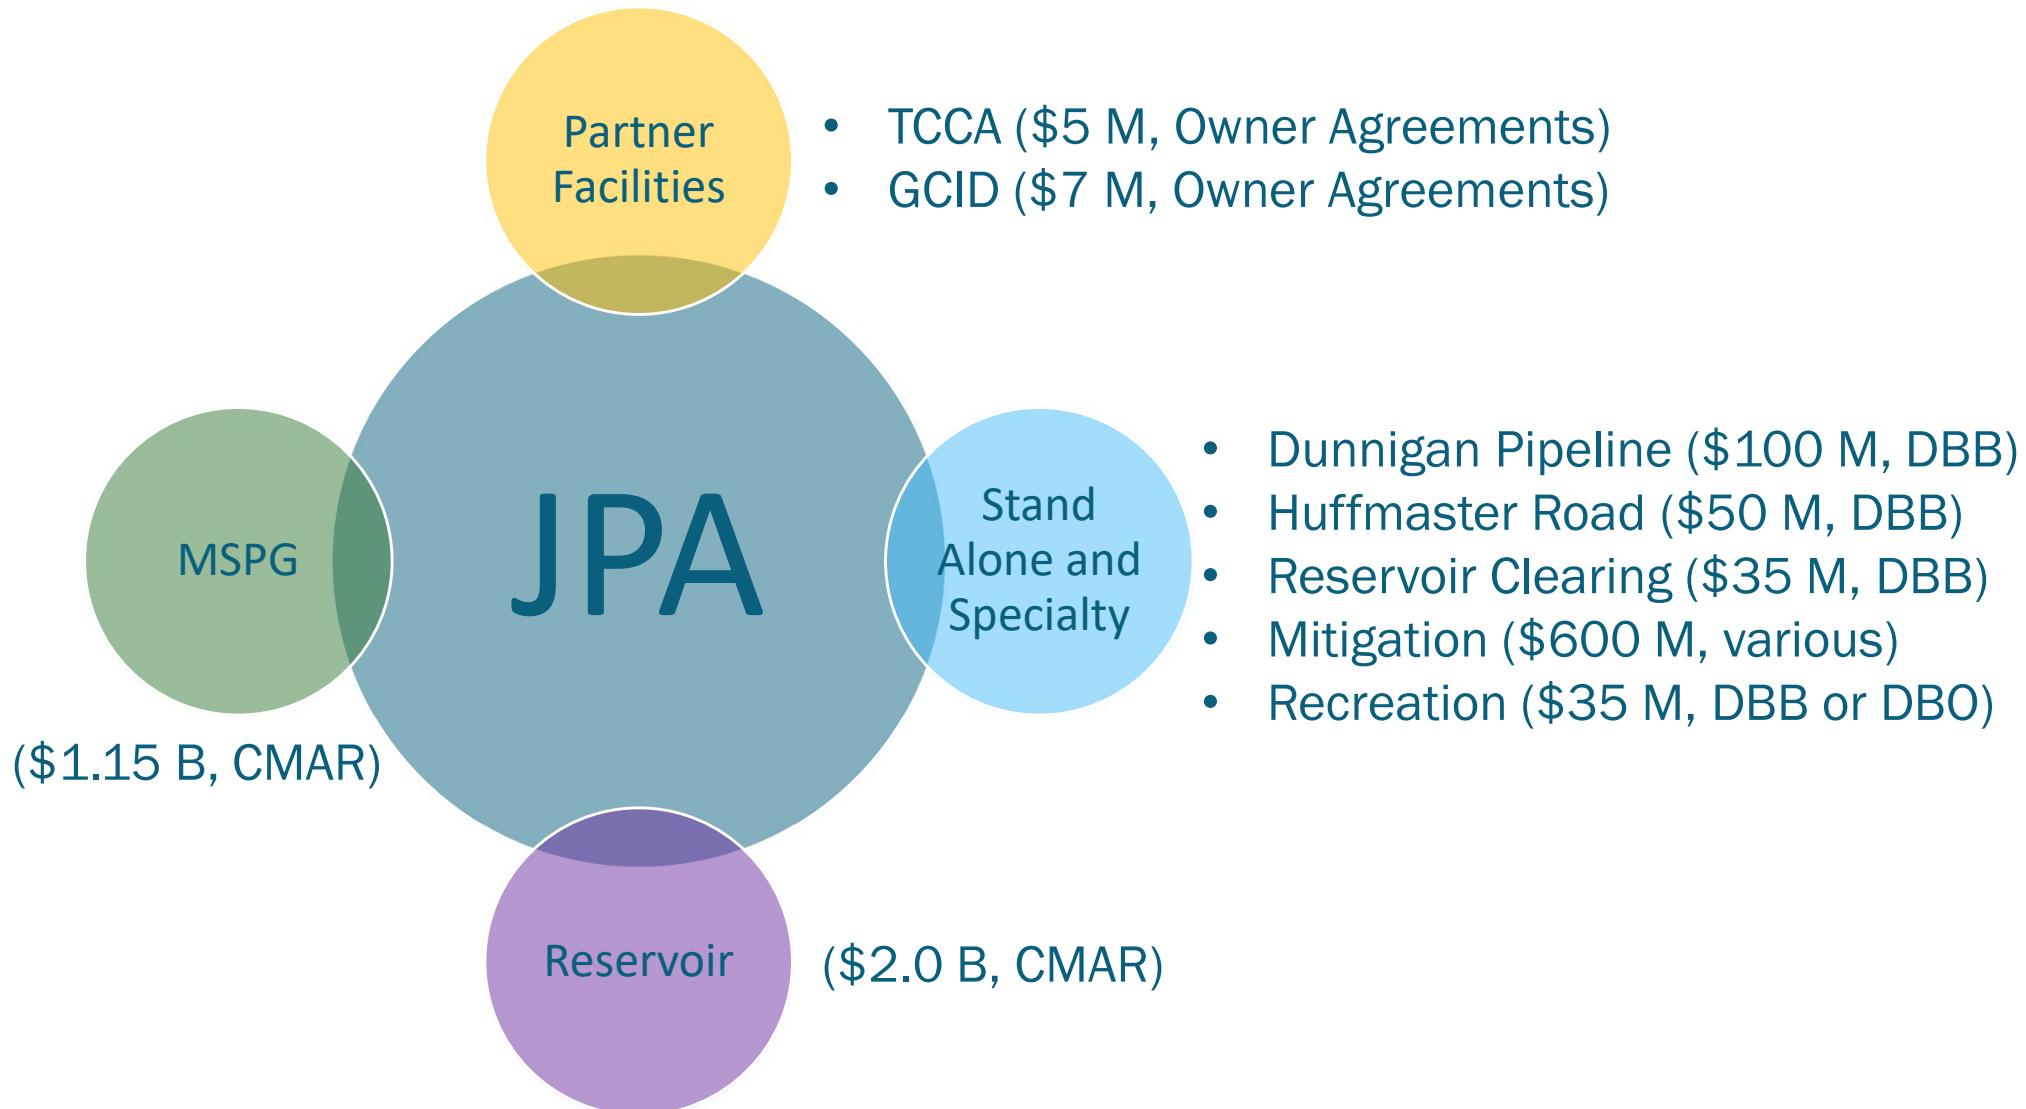 Partner
Facilities
• TCCA ($5 M, Owner Agreements)
• GCID ($7 M, Owner Agreements)
MSPG
($1.15 B, CMAR)
JPA
Stand
Alone and
Specialty
• Dunnigan Pipeline ($100 M, DBB)
• Huffmaster Road ($50 M, DBB)
• Reservoir Clearing ($35 M, DBB)
• Mitigation ($600 M, various)
• Recreation ($35 M, DBB or DBO)
Reservoir
($2.0 B, CMAR)